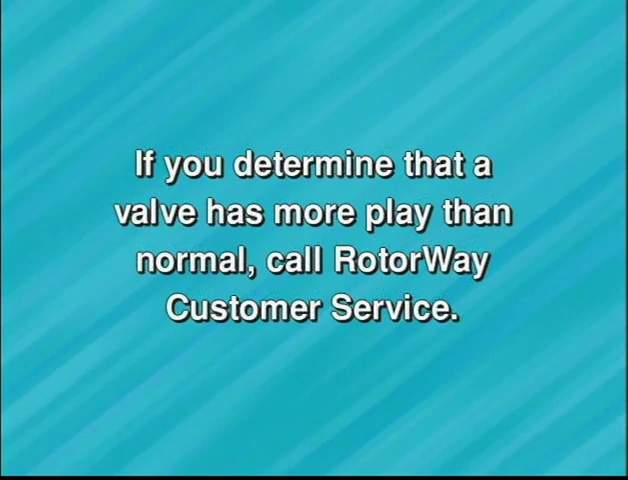 If you determine that a
valve has more play than
normal, call RotorWay
Customer Service.